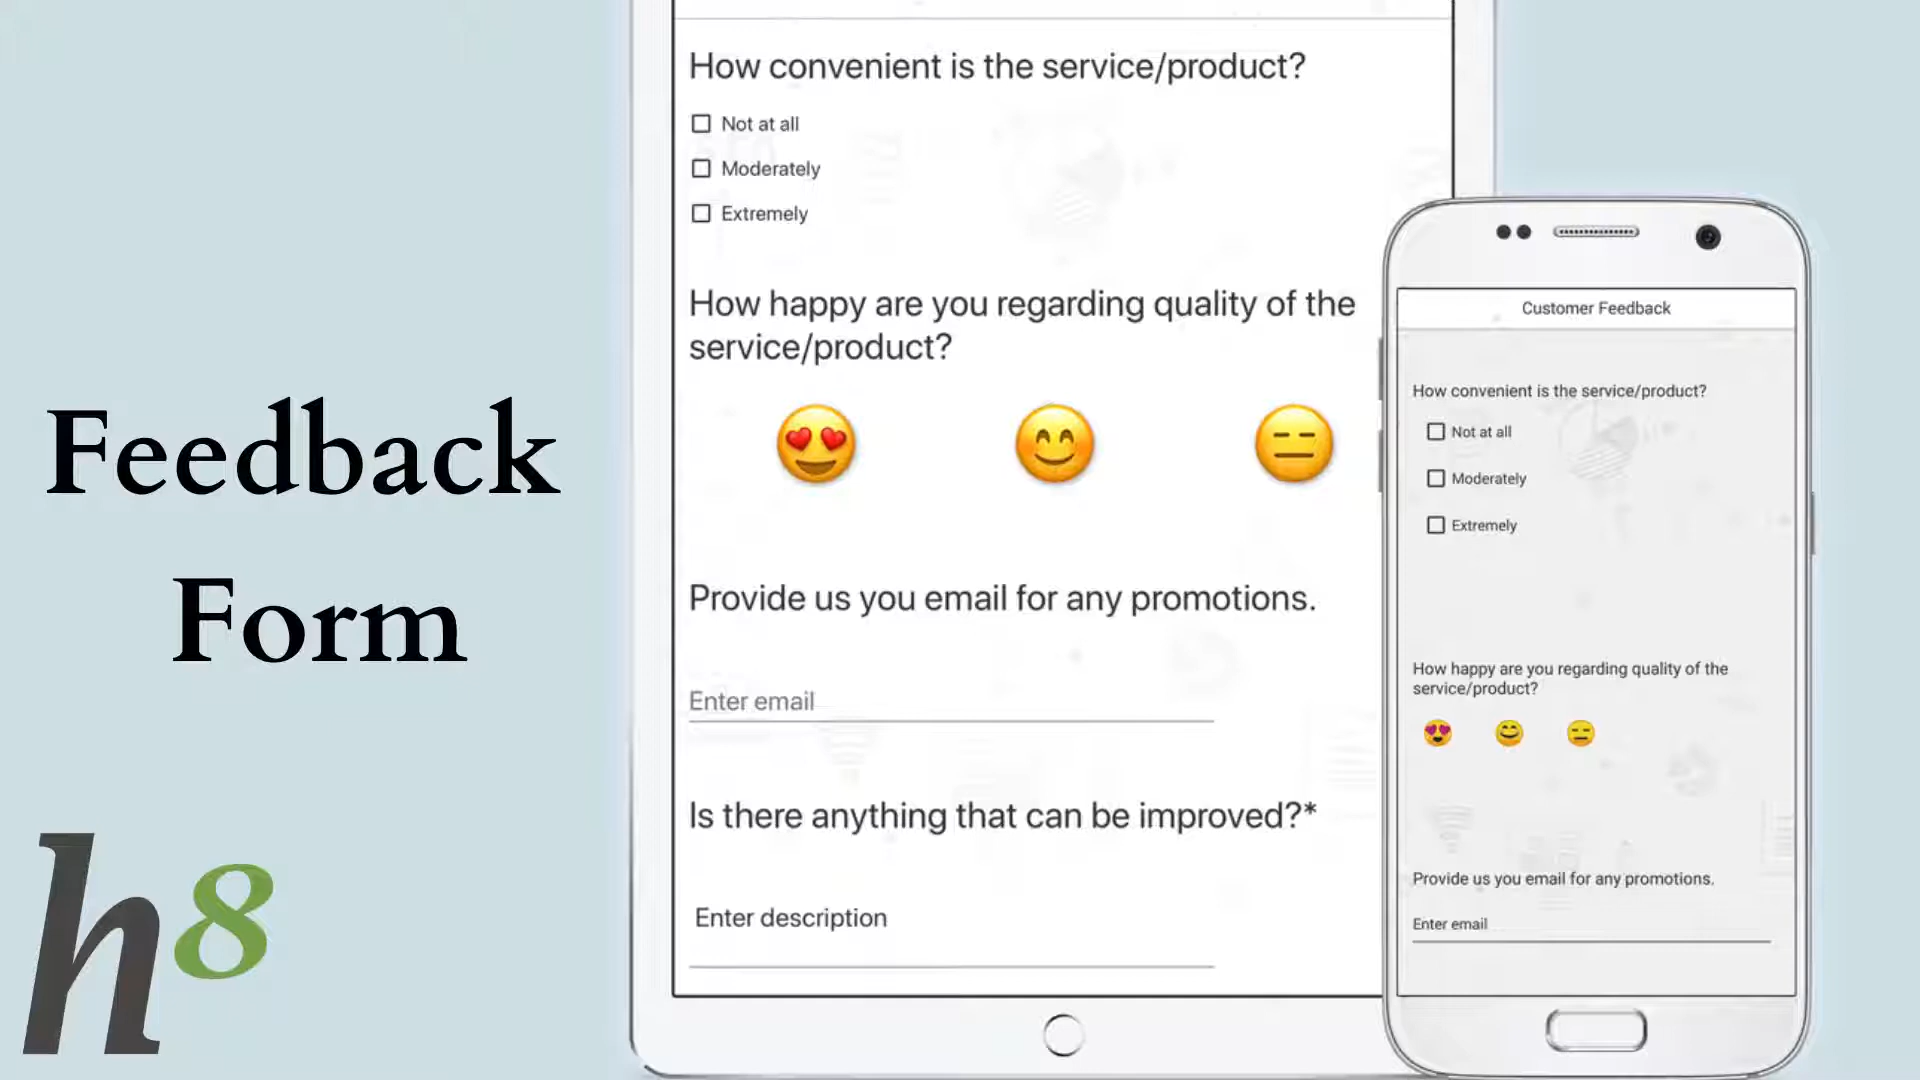 Feedback
Form
h8
How convenient is the service/product?
Not at all
Moderately
Extremely
How happy are you regarding quality of the
service/product?
Provide us you email for any promotions.
Enter email
Is there anything that can be improved?*
Enter description
Customer Feedback
How convenient is the service/product?
Not at all
Moderately
Extremely
How happy are you regarding quality of the
service/product?
Provide us you email for any promotions.
Enter email